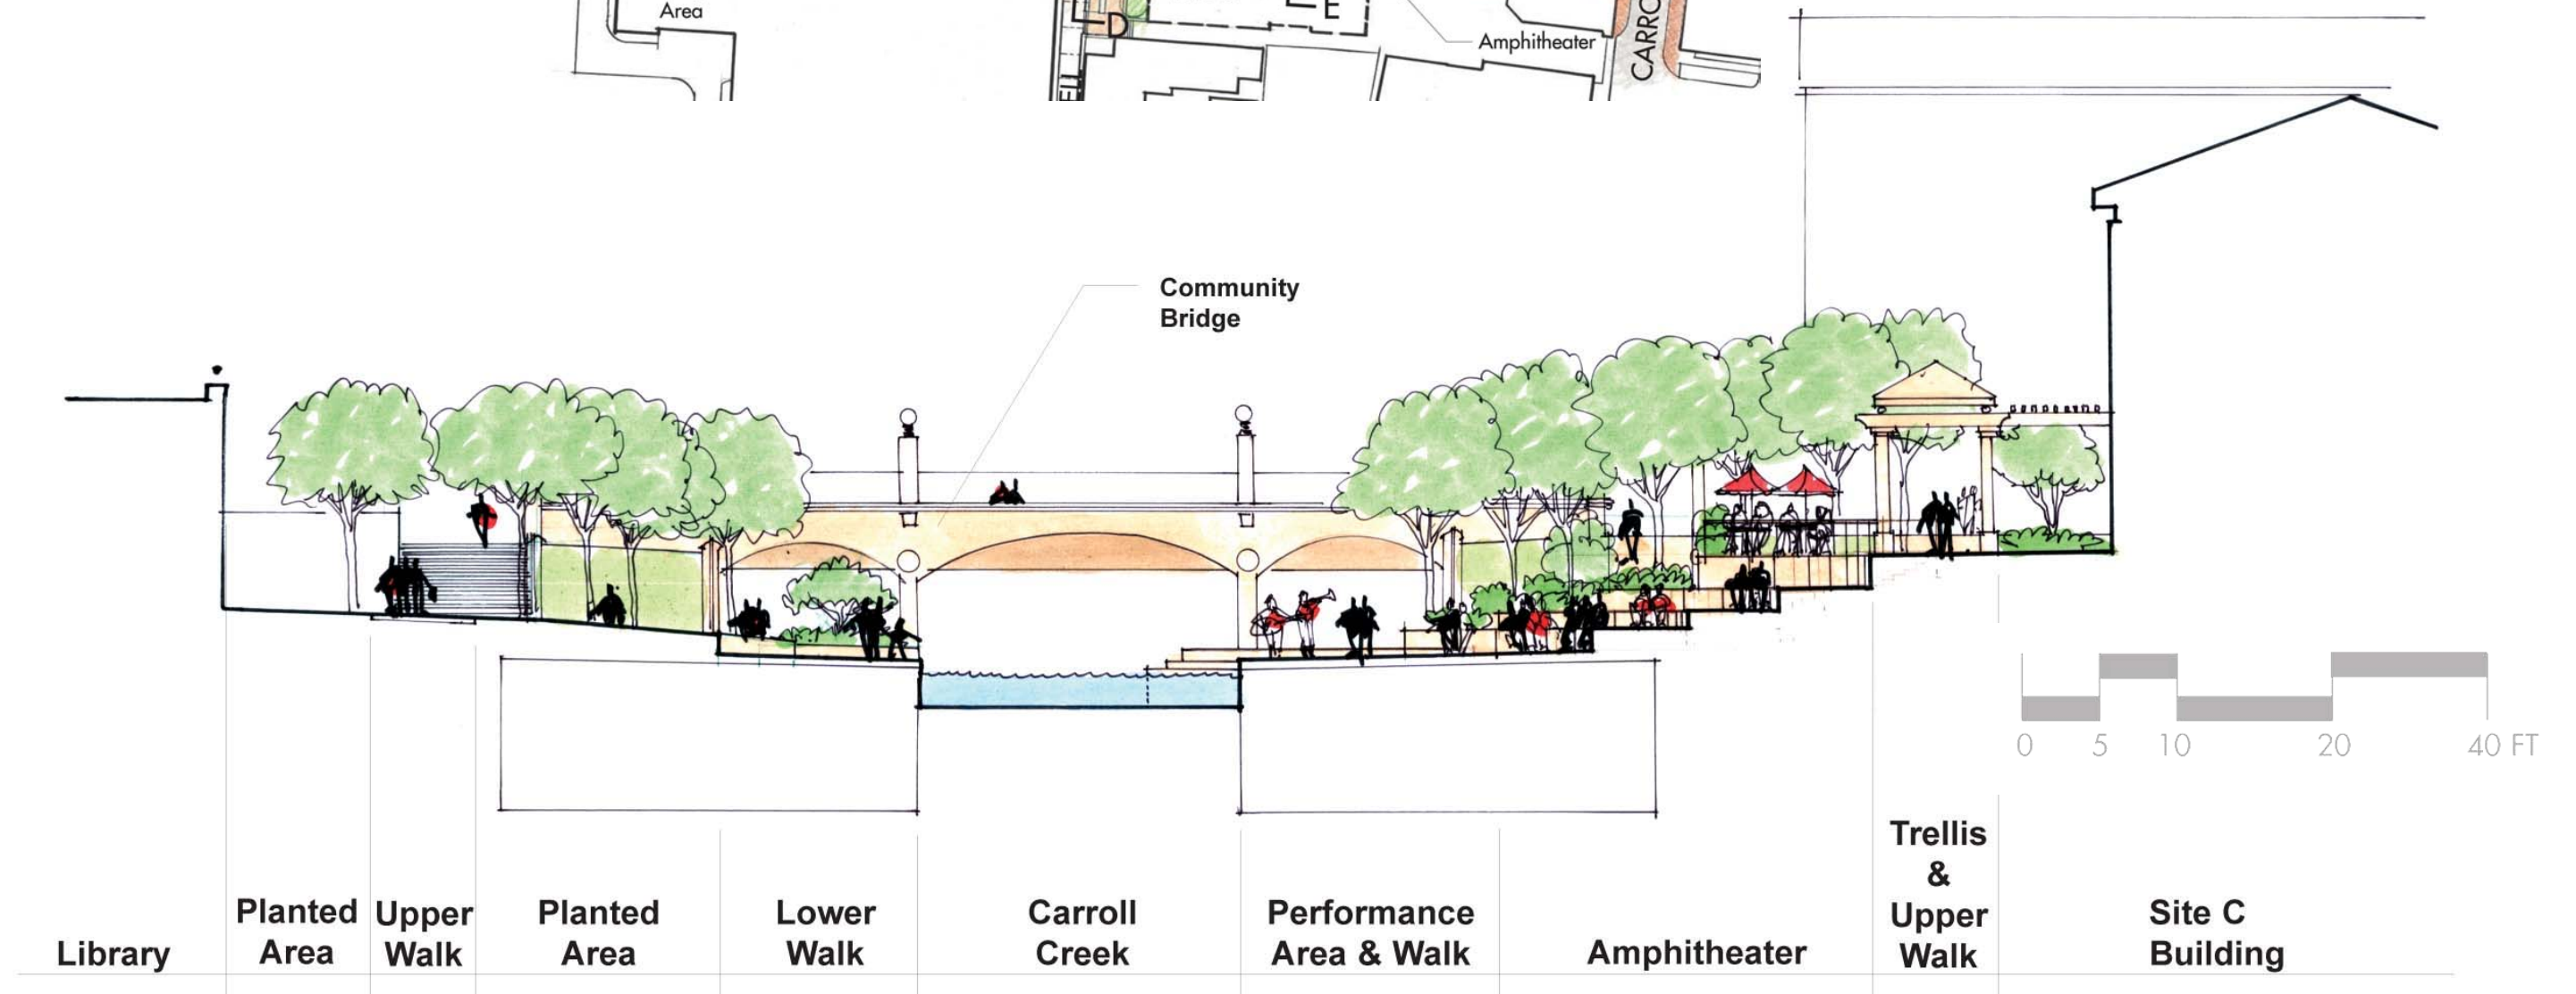 Area
D
E
Amphitheater
CARRO
Community
Bridge
0 5 10 20 40 FT
Library
Planted
Area
Upper
Walk
Planted
Area
Lower
Walk
Carroll
Creek
Performance
Area & Walk
Amphitheater
Trellis
&
Upper
Walk
Site C
Building